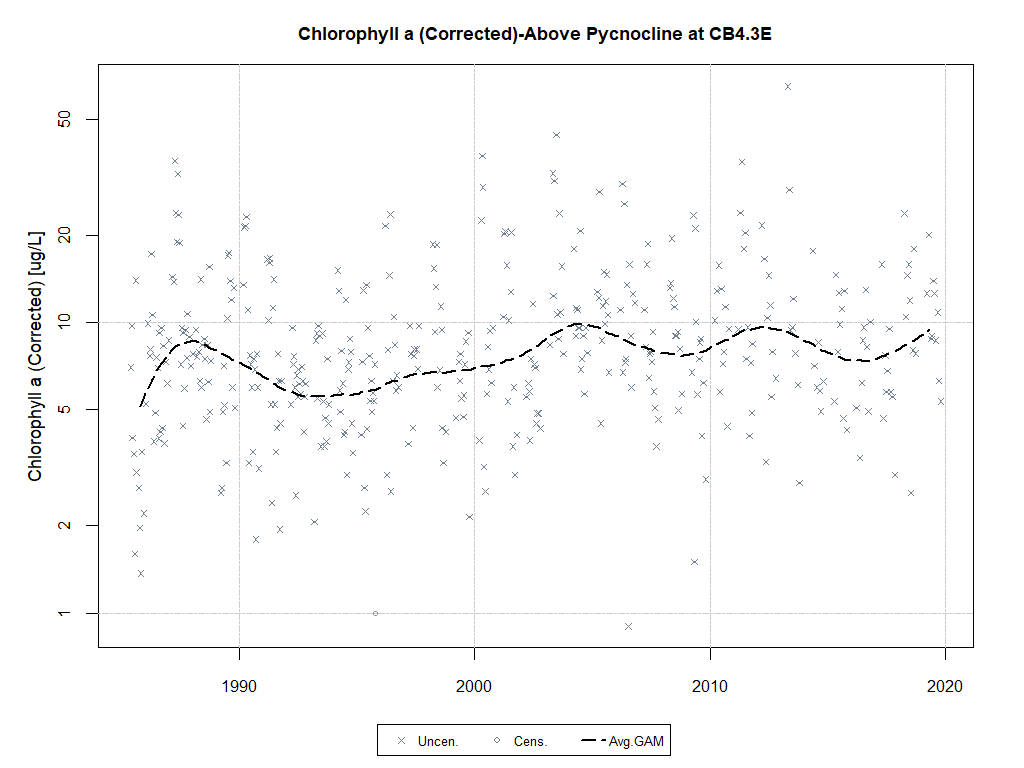 Chlorophyll a (Corrected)-Above Pycnocline at CB4.3E
Chlorophyll a (Corrected) [ug/L]
50
20
10
5
2
1
1990
2000
2010
2020
Uncen.
Cens.
Avg.GAM